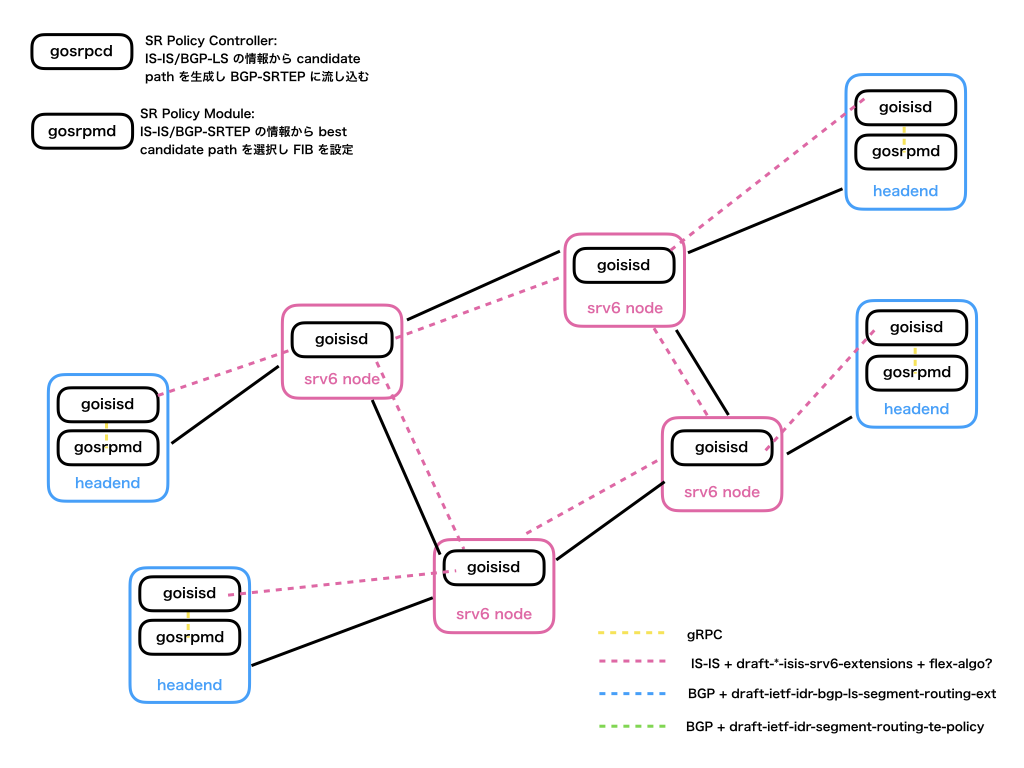 gosrpcd
SR Policy Controller:
IS-IS/BGP-LS の情報から candidate
path を生成し BGP-SRTEP に流し込む
gosrpmd
SR Policy Module:
IS-IS/BGP-SRTEP の情報から best
candidate path を選択し FIB を設定
goisisd
gosrpmd
headend
goisisd
srv6 node
goisisd
srv6 node
goisisd
gosrpmd
headend
goisisd
gosrpmd
headend
goisisd
srv6 node
goisisd
srv6 node
goisisd
gosrpmd
headend
gRPC
IS-IS + draft-*-isis-srv6-extensions + flex-algo?
BGP + draft-ietf-idr-bgp-ls-segment-routing-ext
BGP + draft-ietf-idr-segment-routing-te-policy